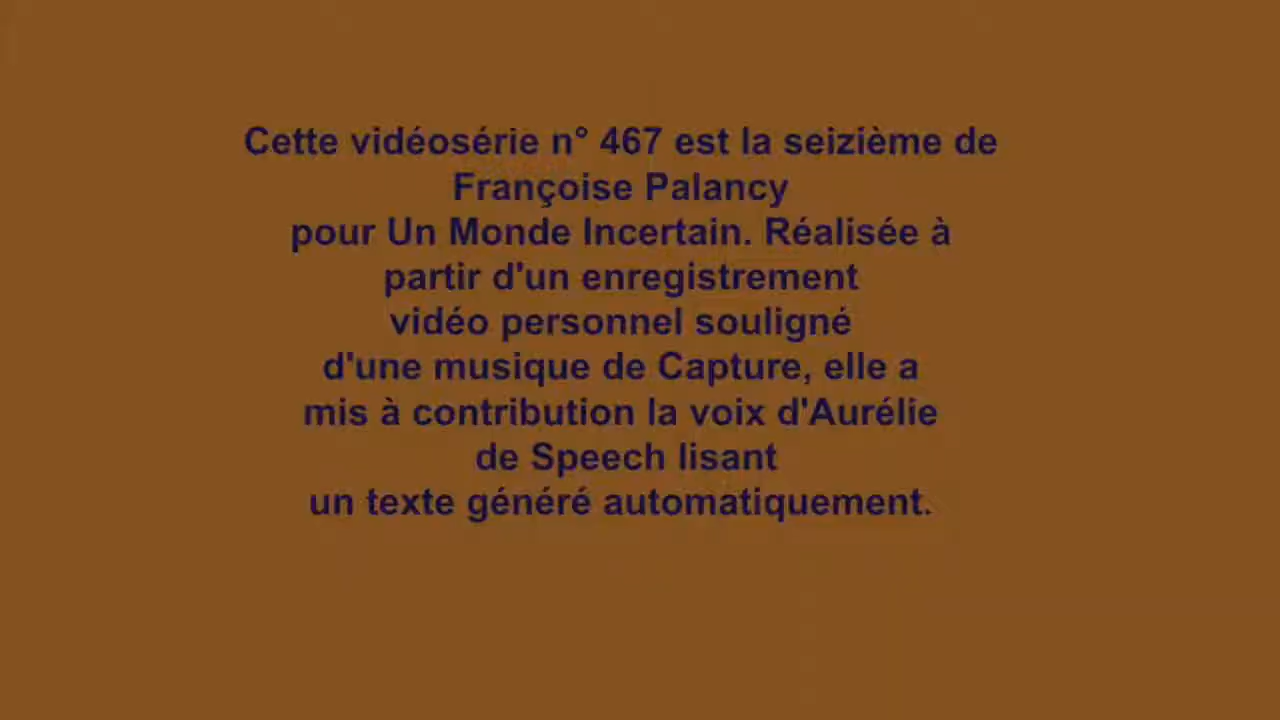 Cette vidéosérie n° 467 est la seizième de
Françoise Palancy
pour Un Monde Incertain. Réalisée à
partir d'un enregistrement
vidéo personnel souligné
d'une musique de Capture, elle a
mis à contribution la voix d'Aurélie
de Speech lisant
un texte généré automatiquement.